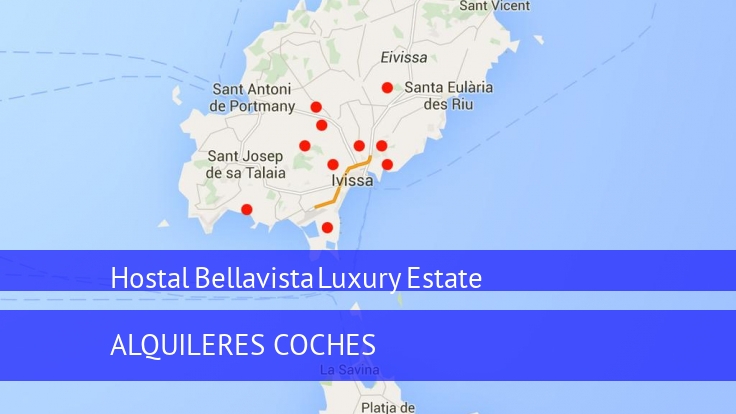 Sant Vicent
Eivissa
Sant Antoni
de Portmany
Santa Eulària
des Riu
Sant Josep
de sa Talaia
Ivissa
Hostal Bellavista Luxury Estate
ALQUILERES COCHES
La Savina
Platja de